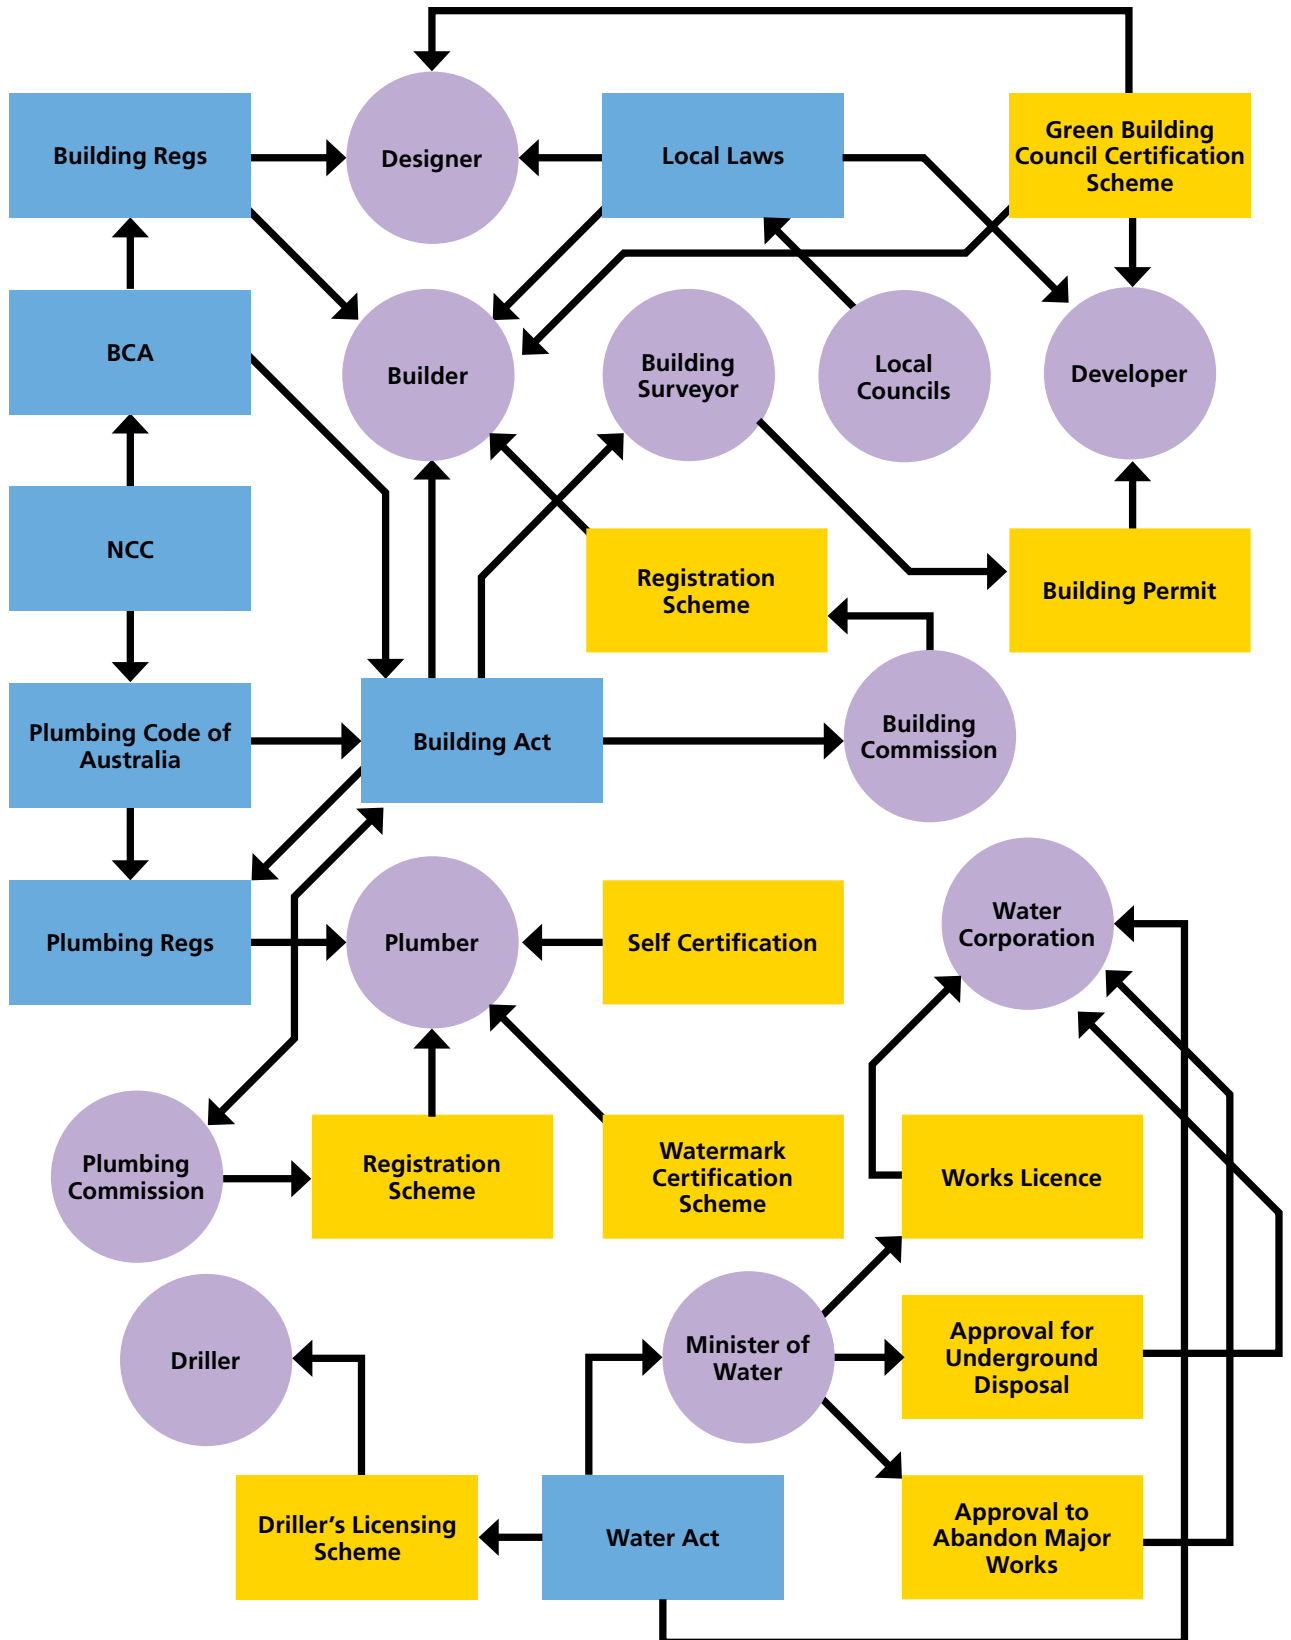 Building Regs
Designer
Local Laws
Green Building
Council Certification
Scheme
BCA
Builder
Building
Surveyor
Local
Councils
Developer
NCC
Registration
Scheme
Building Permit
Plumbing Code of
Australia
Building Act
Building
Commission
Plumbing Regs
Plumber
Self Certification
Water
Corporation
Plumbing
Commission
Registration
Scheme
Watermark
Certification
Scheme
Works Licence
Driller
Minister of
Water
Approval for
Underground
Disposal
Driller’s Licensing
Scheme
Water Act
Approval to
Abandon Major
Works